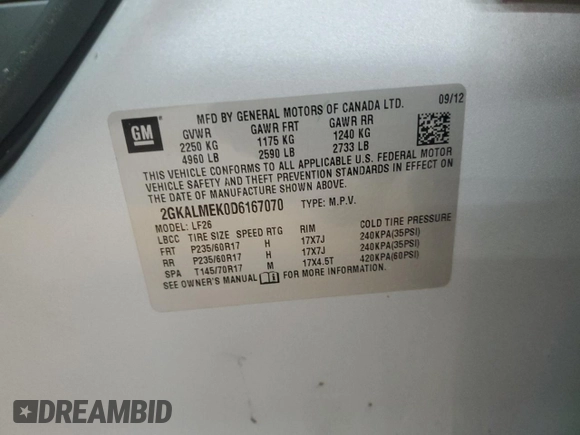 MFD BY GENERAL MOTORS OF CANADA LTD. 09/12
GM
GVWR GAWR FRT GAWR RR
2250 KG 1175 KG 1240 KG
4960 LB 2590 LB 2733 LB
THIS VEHICLE CONFORMS TO ALL APPLICABLE U.S. FEDERAL MOTOR
VEHICLE SAFETY AND THEFT PREVENTION STANDARDS IN EFFECT ON
THE DATE OF MANUFACTURE SHOWN ABOVE.
2GKALMEK0D6167070 TYPE: M.P.V.
MODEL: LF26
LBCC TIRE SIZE SPEED RTG RIM COLD TIRE PRESSURE
FRT P235/60R17 H 17X7J 240KPA(35PSI)
RR P235/60R17 H 17X7J 240KPA(35PSI)
SPA T145/70R17 M 17X4.5T 420KPA(60PSI)
SEE OWNER'S MANUAL FOR MORE INFORMATION.
DREAMBID